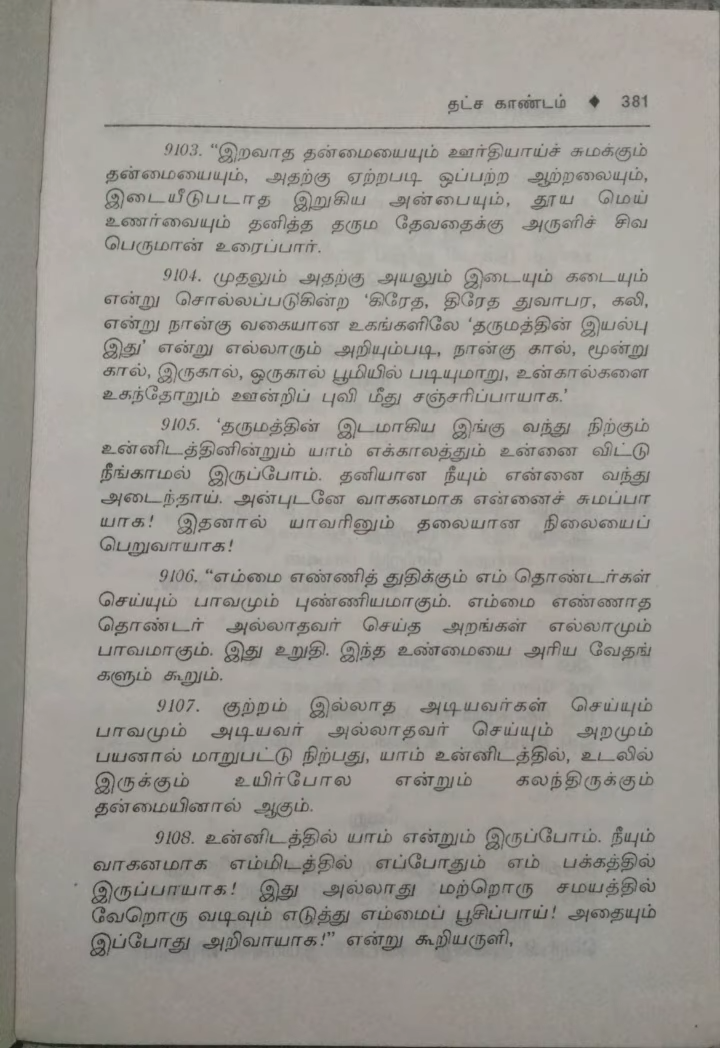 தட்ச காண்டம் ◆ 381
9103. “இறவாத தன்மையையும் ஊர்தியாய்ச் சுமக்கும்
தன்மையையும், அதற்கு ஏற்றபடி ஒப்பற்ற ஆற்றலையும்,
இடையீடுபடாத இறுகிய அன்பையும், தூய மெய்
உணர்வையும் தனித்த தரும தேவதைக்கு அருளிச் சிவ
பெருமான் உரைப்பார்.
9104. முதலும் அதற்கு அயலும் இடையும் கடையும்
என்று சொல்லப்படுகின்ற ‘கிரேத, திரேத துவாபர, கலி,
என்று நான்கு வகையான உகங்களிலே ‘தருமத்தின் இயல்பு
இது’ என்று எல்லாரும் அறியும்படி, நான்கு கால், மூன்று
கால், இருகால், ஒருகால் பூமியில் படியுமாறு, உன்கால்களை
உகந்தோறும் ஊன்றிப் புவி மீது சஞ்சரிப்பாயாக.’
9105. ‘தருமத்தின் இடமாகிய இங்கு வந்து நிற்கும்
உன்னிடத்தினின்றும் யாம் எக்காலத்தும் உன்னை விட்டு
நீங்காமல் இருப்போம். தனியான நீயும் என்னை வந்து
அடைந்தாய். அன்புடனே வாகனமாக என்னைச் சுமப்பா
யாக! இதனால் யாவரினும் தலையான நிலையைப்
பெறுவாயாக!
9106. “எம்மை எண்ணித் துதிக்கும் எம் தொண்டர்கள்
செய்யும் பாவமும் புண்ணியமாகும். எம்மை எண்ணாத
தொண்டர் அல்லாதவர் செய்த அறங்கள் எல்லாமும்
பாவமாகும். இது உறுதி. இந்த உண்மையை அரிய வேதங்
களும் கூறும்.
9107. குற்றம் இல்லாத அடியவர்கள் செய்யும்
பாவமும் அடியவர் அல்லாதவர் செய்யும் அறமும்
பயனால் மாறுபட்டு நிற்பது, யாம் உன்னிடத்தில், உடலில்
இருக்கும் உயிர்போல என்றும் கலந்திருக்கும்
தன்மையினால் ஆகும்.
9108. உன்னிடத்தில் யாம் என்றும் இருப்போம். நீயும்
வாகனமாக எம்மிடத்தில் எப்போதும் எம் பக்கத்தில்
இருப்பாயாக! இது அல்லாது மற்றொரு சமயத்தில்
வேறொரு வடிவும் எடுத்து எம்மைப் பூசிப்பாய்! அதையும்
இப்போது அறிவாயாக!” என்று கூறியருளி,